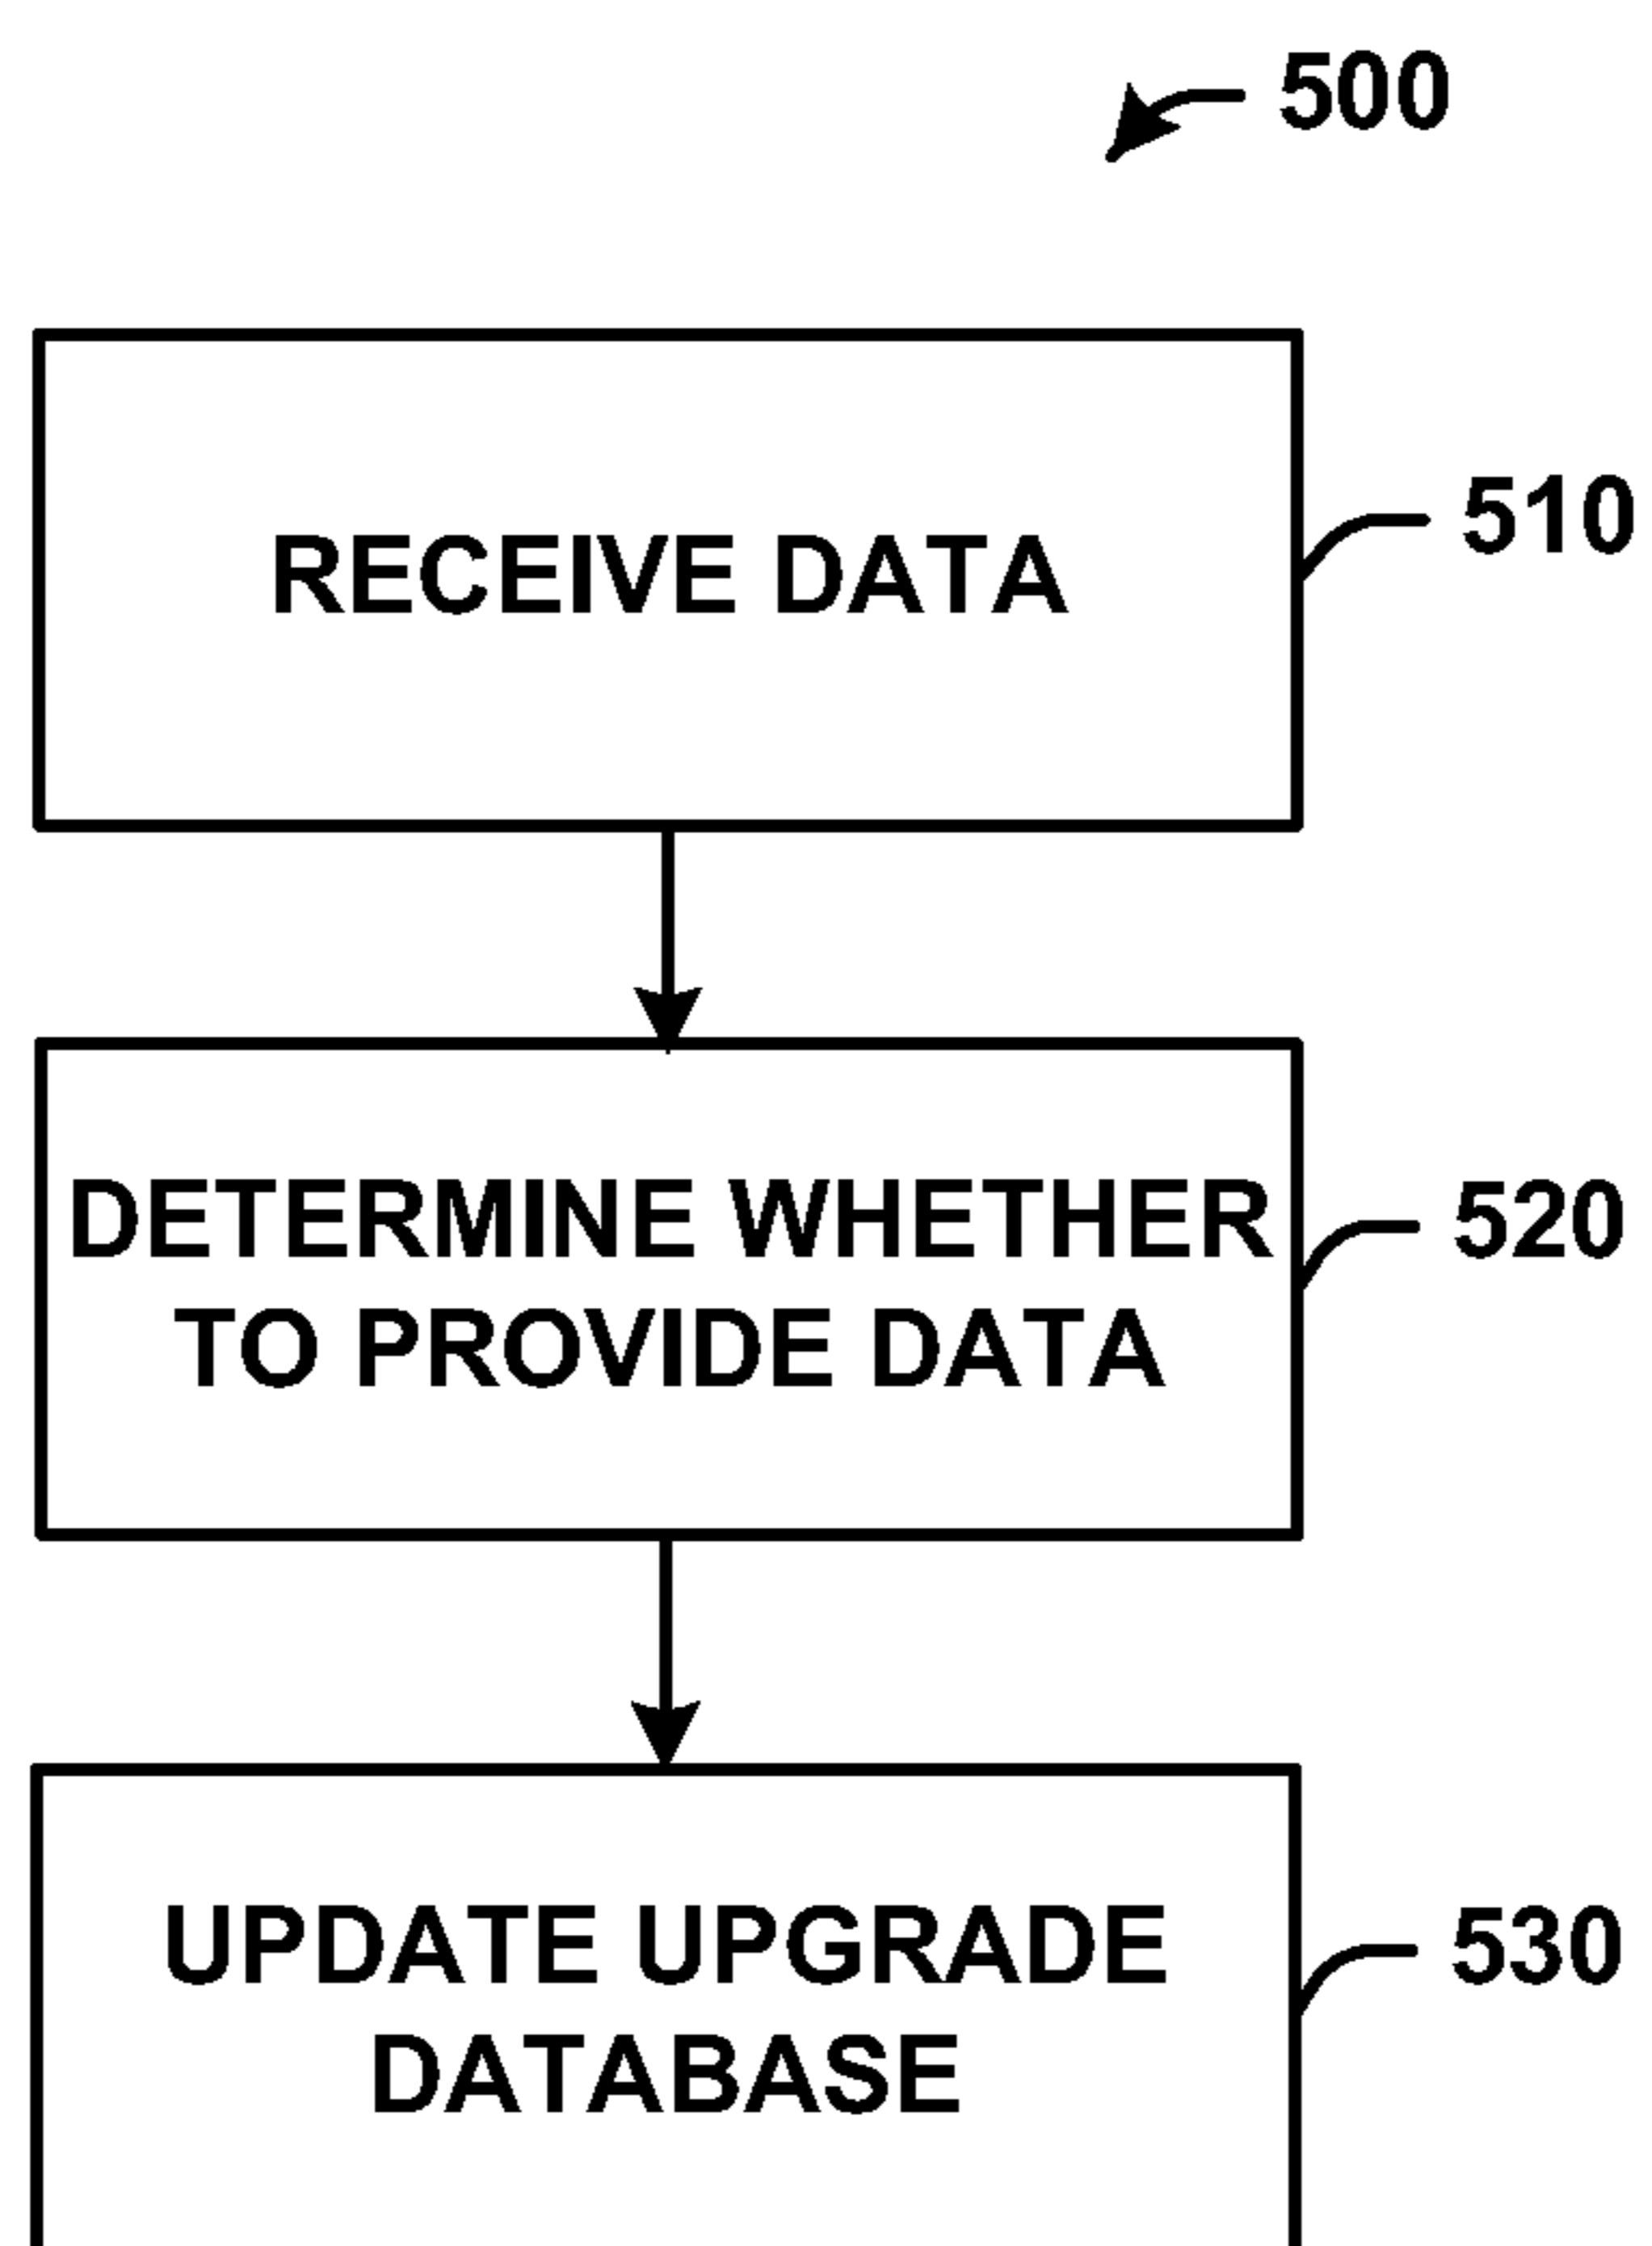 500
RECEIVE DATA
510
DETERMINE WHETHER
TO PROVIDE DATA
520
UPDATE UPGRADE
DATABASE
530